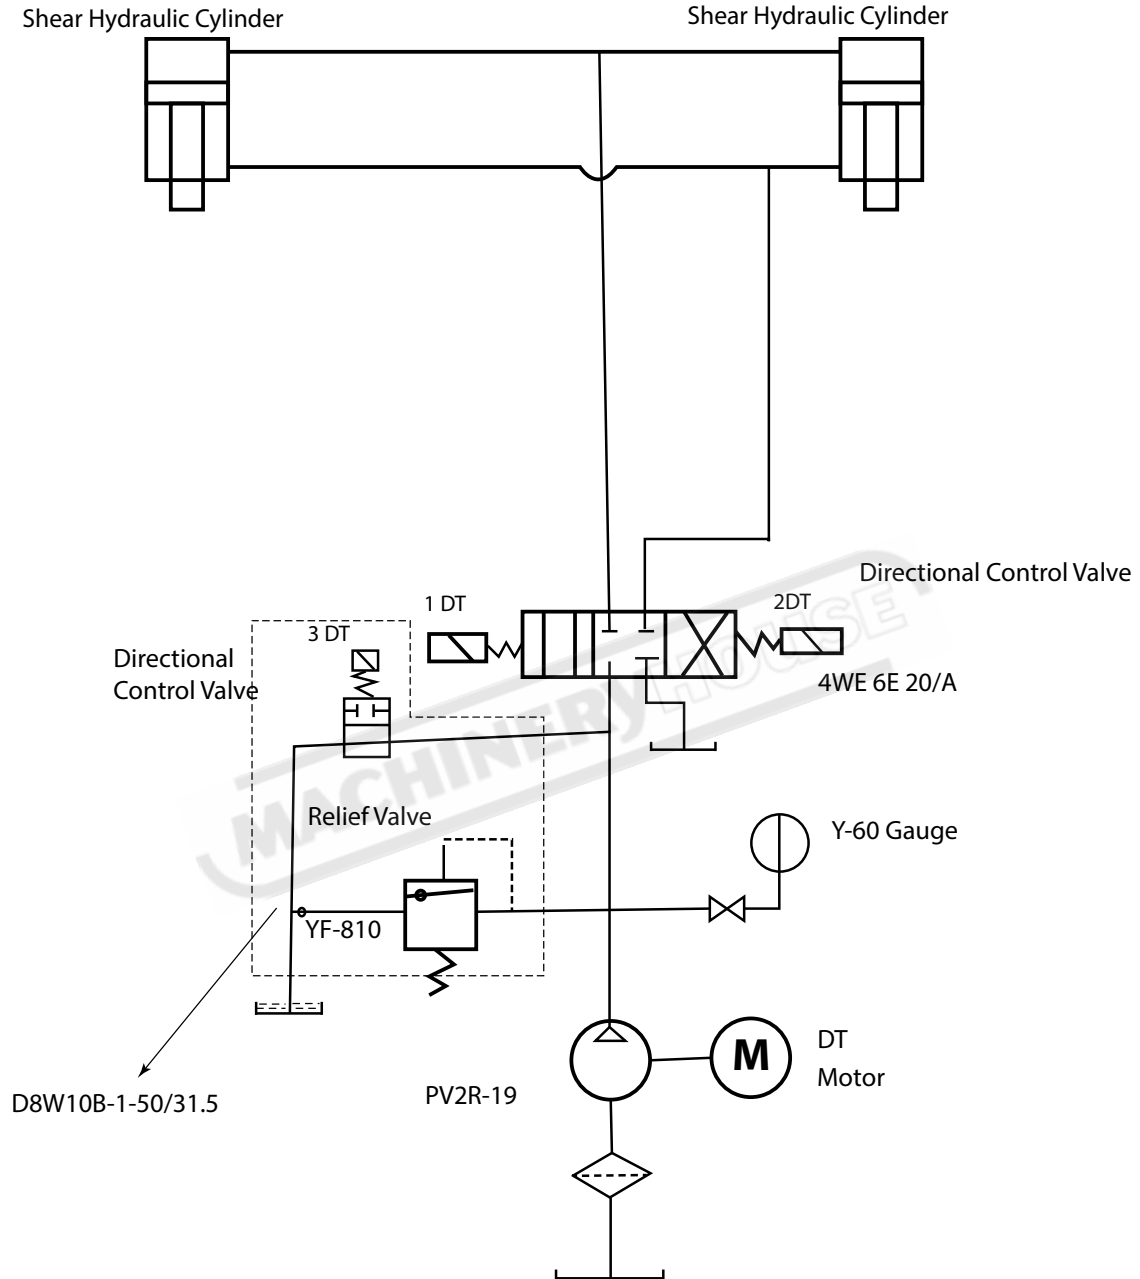 Shear Hydraulic Cylinder
Shear Hydraulic Cylinder
Directional Control Valve
1 DT
2DT
3 DT
Directional
Control Valve
4WE 6E 20/A
MACHINERYHOUSE
Relief Valve
Y-60 Gauge
YF-810
M
DT
Motor
PV2R-19
D8W10B-1-50/31.5